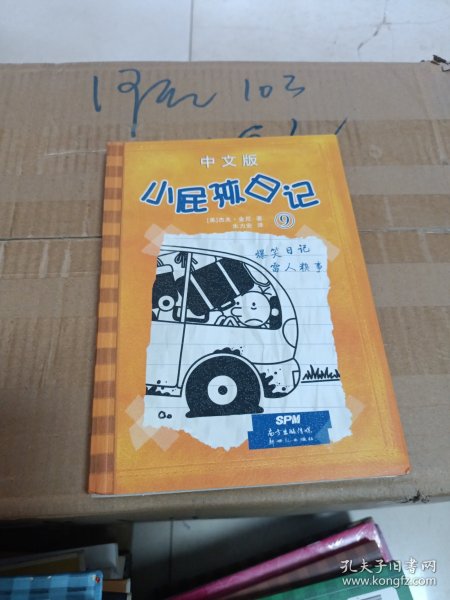 103
中文版
小屁孩日记
⑨
[美]杰夫·金尼 著
朱力安 译
爆笑日记
雷人糗事
SPM
南方出版传媒
新世纪出版社
孔夫子旧书网
www.kongfz.com